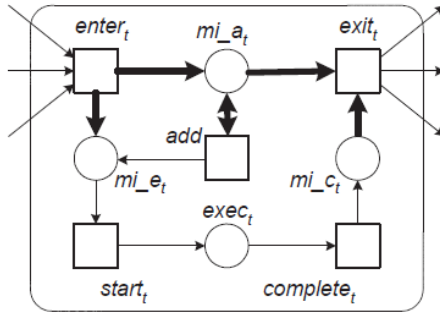 enter_t mi_a_t exit_t
add
mi_e_t mi_c_t
exec_t
start_t complete_t